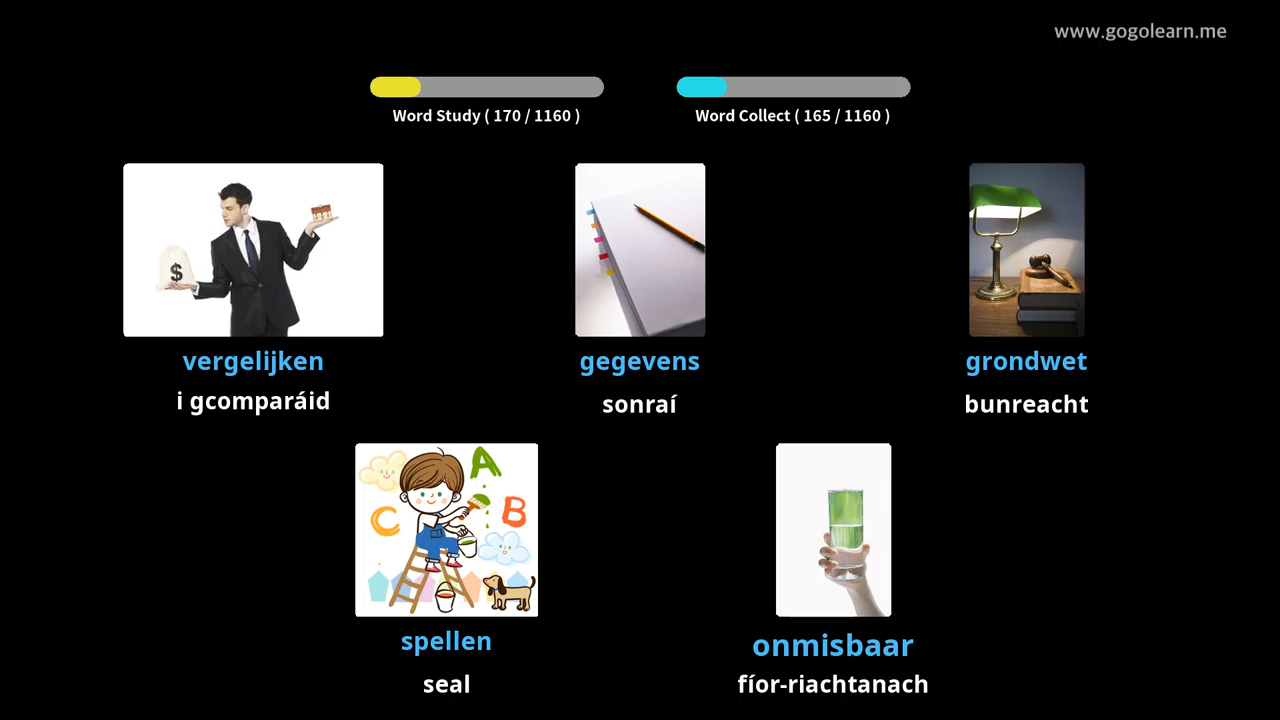 www.gogolearn.me
Word Study ( 170 / 1160 )
Word Collect ( 165 / 1160 )
vergelijken
i gcomparáid
gegevens
sonraí
grondwet
bunreacht
A
B
C
spellen
seal
onmisbaar
fíor-riachtanach